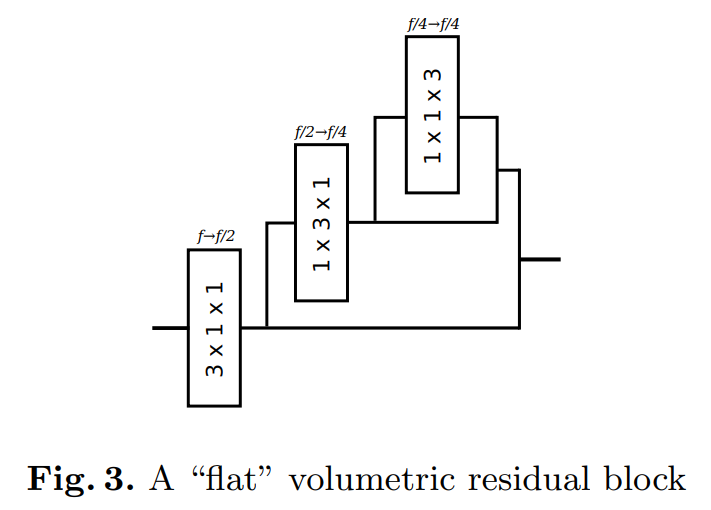 f/4→f/4
1 x 1 x 3
f/2→f/4
1 x 3 x 1
f→f/2
3 x 1 x 1
Fig. 3. A “flat” volumetric residual block